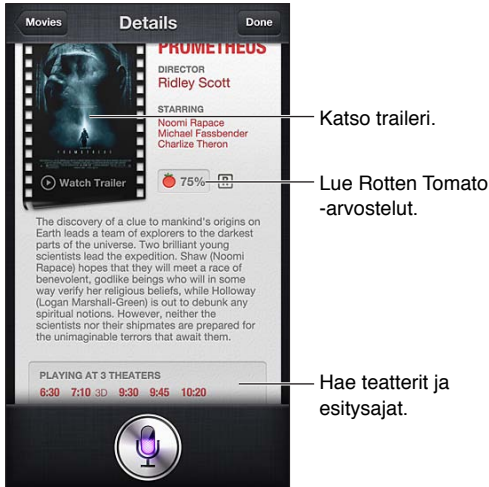 Movies
Details
Done
PROMETHEUS
DIRECTOR
Ridley Scott
STARRING
Noomi Rapace
Michael Fassbender
Charlize Theron
PROMETHEUS
Watch Trailer
75%
R
The discovery of a clue to mankind's origins on
Earth leads a team of explorers to the darkest
parts of the universe. Two brilliant young
scientists lead the expedition. Shaw (Noomi
Rapace) hopes that they will meet a race of
benevolent, godlike beings who will in some
way verify her religious beliefs, while Holloway
(Logan Marshall-Green) is out to debunk any
spiritual notions. However, neither the
scientists nor their shipmates are prepared for
the unimaginable terrors that await them.
PLAYING AT 3 THEATERS
6:30 7:10 3D 9:30 9:45 10:20
Katso traileri.
Lue Rotten Tomato
-arvostelut.
Hae teatterit ja
esitysajat.